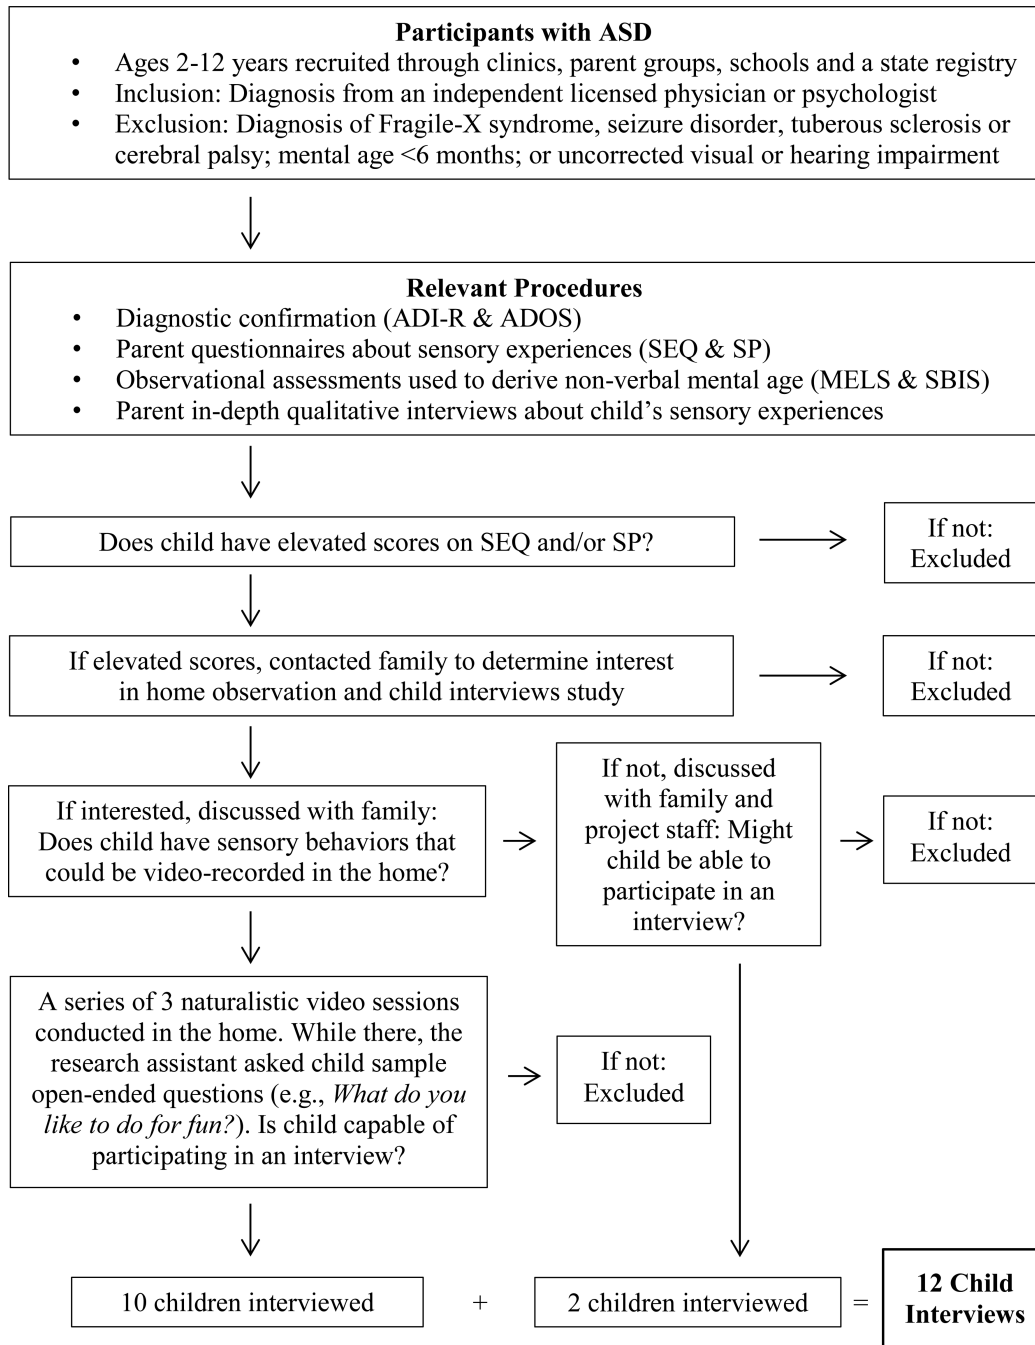 Participants with ASD
• Ages 2-12 years recruited through clinics, parent groups, schools and a state registry
• Inclusion: Diagnosis from an independent licensed physician or psychologist
• Exclusion: Diagnosis of Fragile-X syndrome, seizure disorder, tuberous sclerosis or
cerebral palsy; mental age <6 months; or uncorrected visual or hearing impairment
Relevant Procedures
• Diagnostic confirmation (ADI-R & ADOS)
• Parent questionnaires about sensory experiences (SEQ & SP)
• Observational assessments used to derive non-verbal mental age (MELS & SBIS)
• Parent in-depth qualitative interviews about child's sensory experiences
Does child have elevated scores on SEQ and/or SP?
If not:
Excluded
If elevated scores, contacted family to determine interest
in home observation and child interviews study
If not:
Excluded
If interested, discussed with family:
Does child have sensory behaviors that
could be video-recorded in the home?
If not, discussed
with family and
project staff: Might
child be able to
participate in an
interview?
If not:
Excluded
A series of 3 naturalistic video sessions
conducted in the home. While there, the
research assistant asked child sample
open-ended questions (e.g., What do you
like to do for fun?). Is child capable of
participating in an interview?
If not:
Excluded
10 children interviewed
+
2 children interviewed
=
12 Child
Interviews